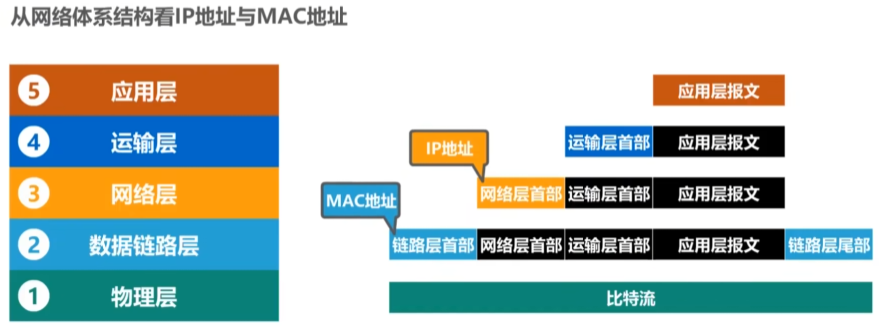 从网络体系结构看IP地址与MAC地址
5 应用层 应用层报文
4 运输层 运输层首部 应用层报文
IP地址
3 网络层 网络层首部 运输层首部 应用层报文
MAC地址
2 数据链路层 链路层首部 网络层首部 运输层首部 应用层报文 链路层尾部
1 物理层 比特流